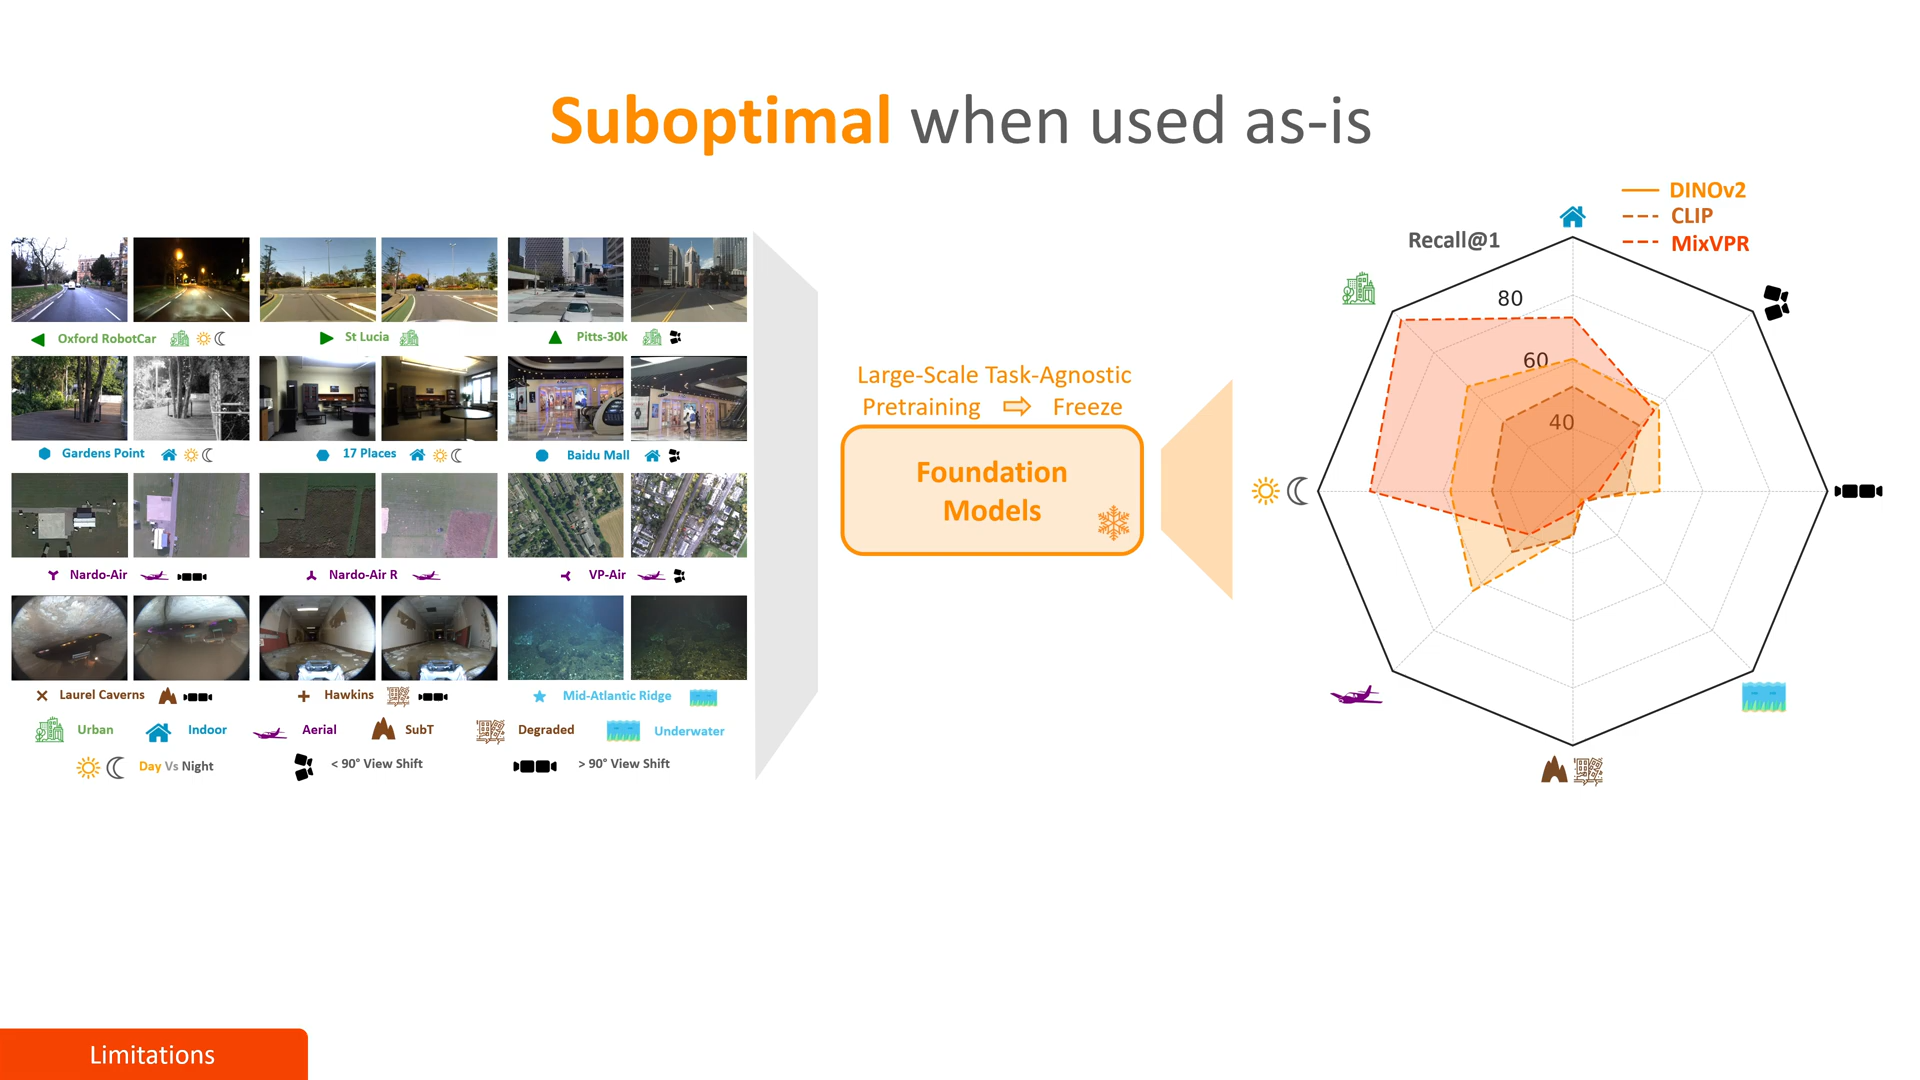 Suboptimal when used as-is
Oxford RobotCar
St Lucia
Pitts-30k
Gardens Point
17 Places
Baidu Mall
Nardo-Air
Nardo-Air R
VP-Air
Laurel Caverns
Hawkins
Mid-Atlantic Ridge
Urban
Indoor
Aerial
SubT
Degraded
Underwater
Day Vs Night
< 90° View Shift
> 90° View Shift
Large-Scale Task-Agnostic
Pretraining
Freeze
Foundation
Models
DINOv2
CLIP
MixVPR
Recall@1
80
60
40
Limitations